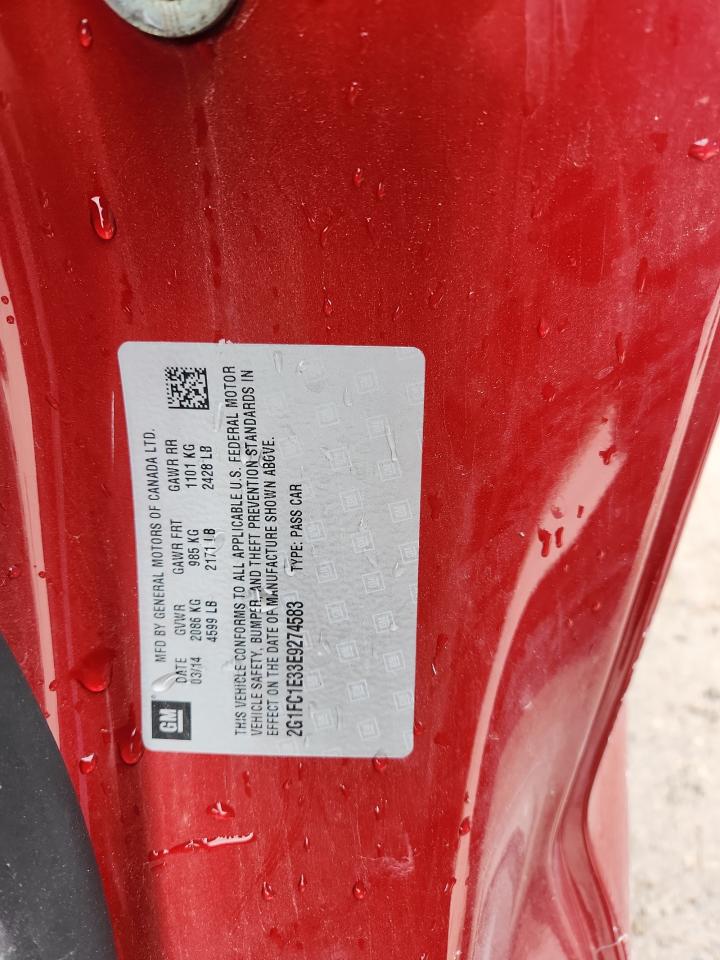 GM
MFD BY GENERAL MOTORS OF CANADA LTD.
DATE GVWR GAWR FRT GAWR RR
03/14 2086 KG 985 KG 1101 KG
4599 LB 2171 LB 2428 LB
THIS VEHICLE CONFORMS TO ALL APPLICABLE U.S. FEDERAL MOTOR
VEHICLE SAFETY, BUMPER, AND THEFT PREVENTION STANDARDS IN
EFFECT ON THE DATE OF MANUFACTURE SHOWN ABOVE.
2G1FC1E33E9274583 TYPE: PASS CAR